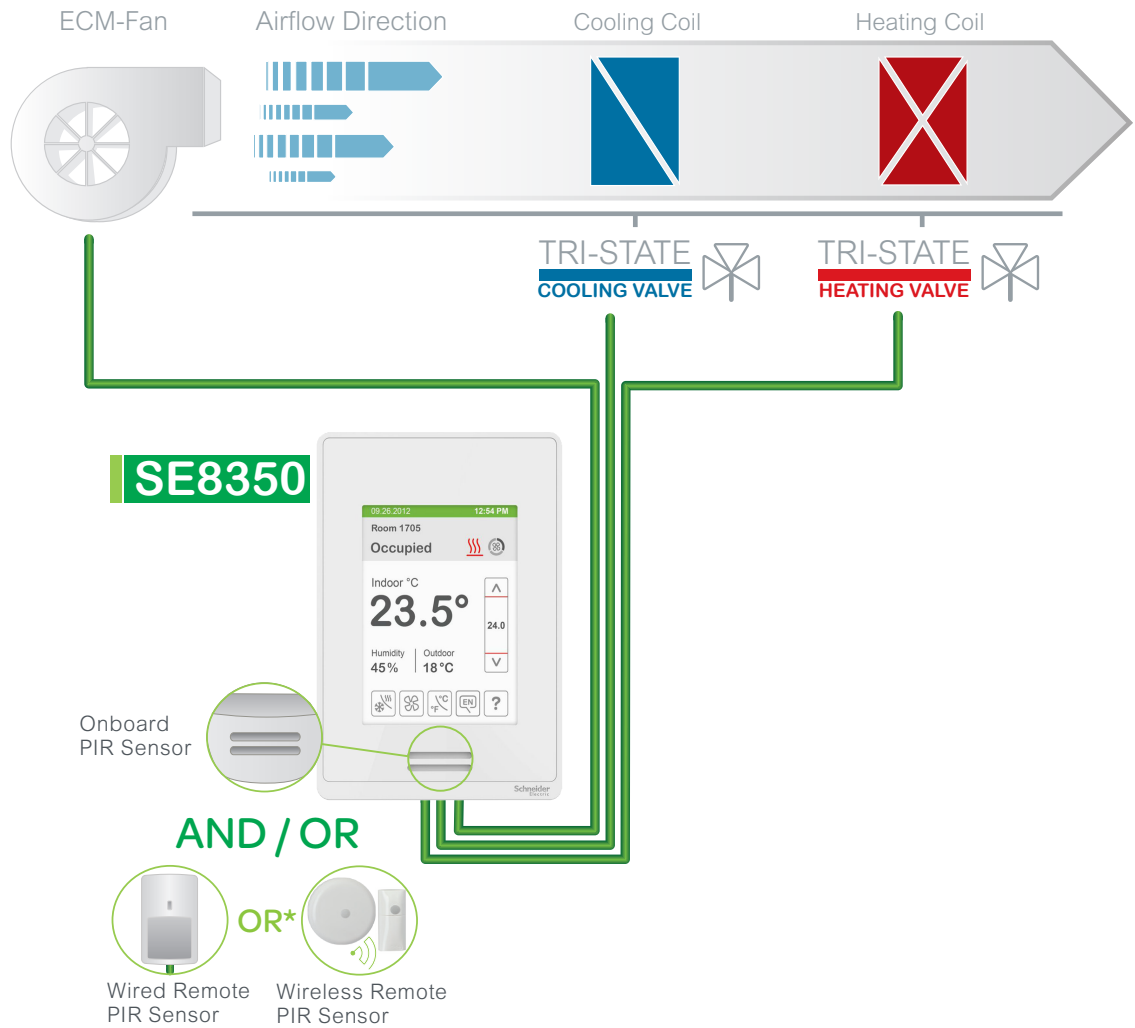 ECM-Fan
Airflow Direction
Cooling Coil
Heating Coil
TRI-STATE
COOLING VALVE
TRI-STATE
HEATING VALVE
SE8350
09.26.2012
12:54 PM
Room 1705
Occupied
Indoor °C
23.5°
24.0
Humidity
45%
Outdoor
18°C
°C
°F
EN
?
Onboard
PIR Sensor
Schneider
Electric
AND / OR
OR*
Wired Remote
PIR Sensor
Wireless Remote
PIR Sensor